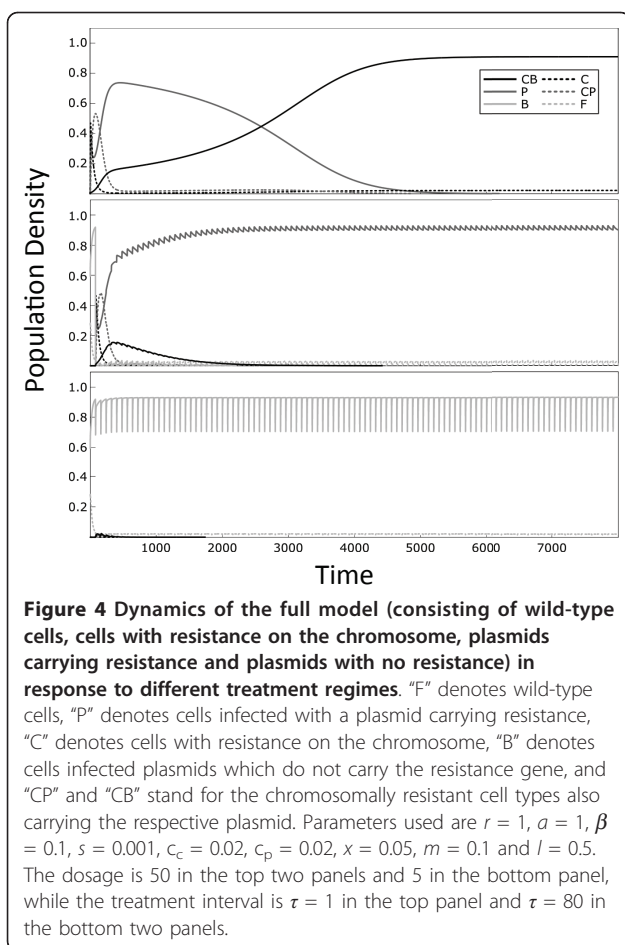 1.0
0.8
0.6
0.4
0.2
CB C
P CP
B F
Population Density
1.0
0.8
0.6
0.4
0.2
1.0
0.8
0.6
0.4
0.2
1000 2000 3000 4000 5000 6000 7000
Time
Figure 4 Dynamics of the full model (consisting of wild-type
cells, cells with resistance on the chromosome, plasmids
carrying resistance and plasmids with no resistance) in
response to different treatment regimes. “F” denotes wild-type
cells, “P” denotes cells infected with a plasmid carrying resistance,
“C” denotes cells with resistance on the chromosome, “B” denotes
cells infected plasmids which do not carry the resistance gene, and
“CP” and “CB” stand for the chromosomally resistant cell types also
carrying the respective plasmid. Parameters used are r = 1, a = 1, β
= 0.1, s = 0.001, c_c = 0.02, c_p = 0.02, x = 0.05, m = 0.1 and l = 0.5.
The dosage is 50 in the top two panels and 5 in the bottom panel,
while the treatment interval is τ = 1 in the top panel and τ = 80 in
the bottom two panels.